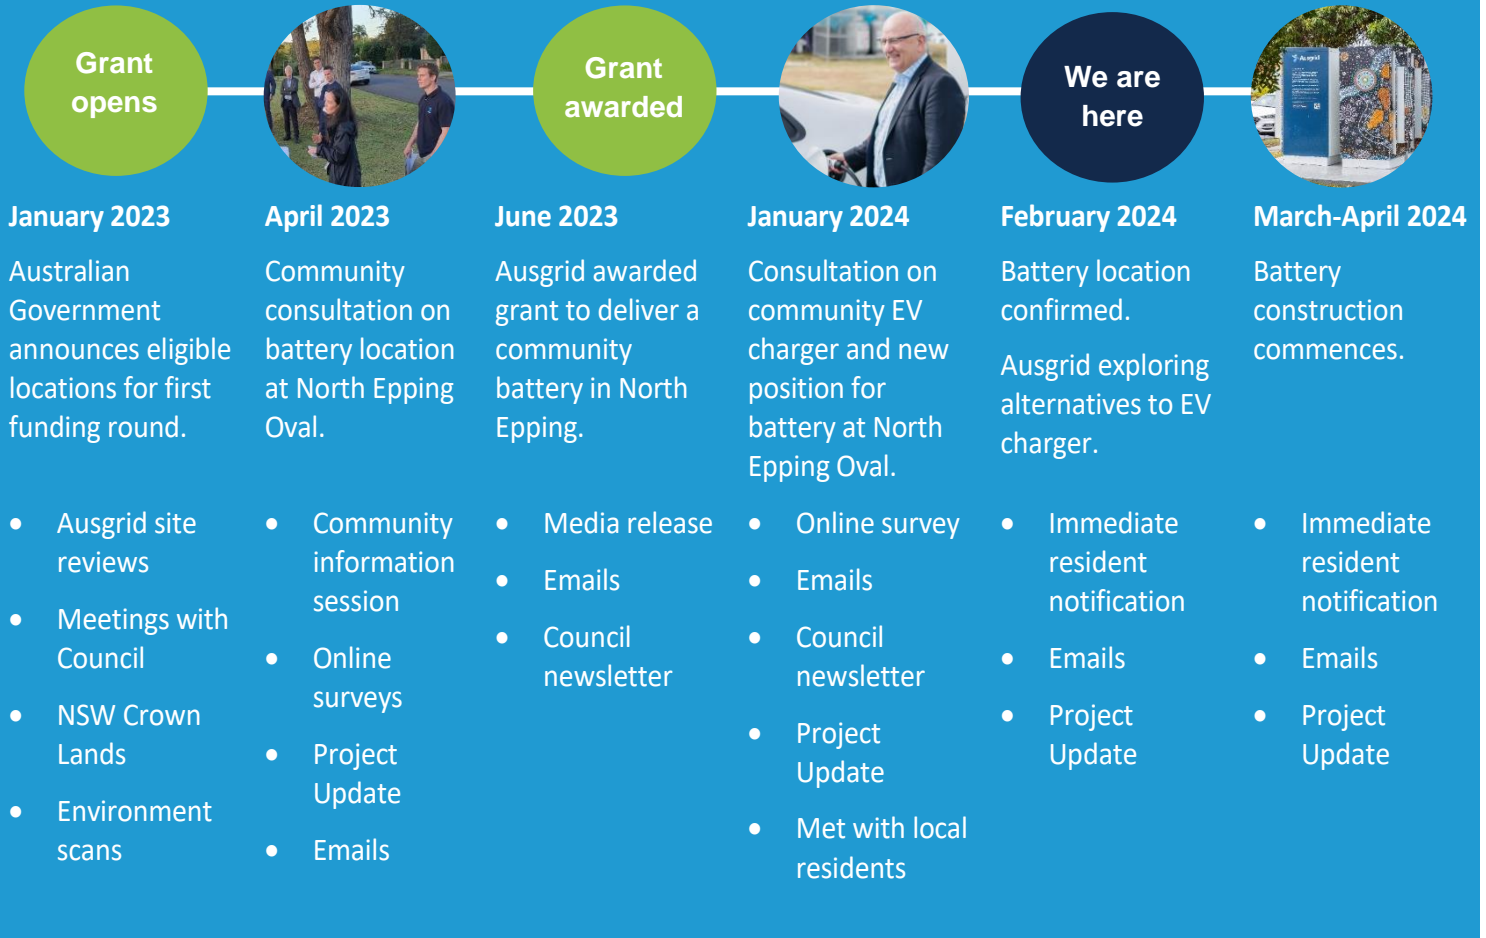 Grant
opens
Grant
awarded
We are
here
Ausgrid
January 2023
Australian
Government
announces eligible
locations for first
funding round.
• Ausgrid site
reviews
• Meetings with
Council
• NSW Crown
Lands
• Environment
scans
April 2023
Community
consultation on
battery location
at North Epping
Oval.
• Community
information
session
• Online
surveys
• Project
Update
• Emails
June 2023
Ausgrid awarded
grant to deliver a
community
battery in North
Epping.
• Media release
• Emails
• Council
newsletter
January 2024
Consultation on
community EV
charger and new
position for
battery at North
Epping Oval.
• Online survey
• Emails
• Council
newsletter
• Project
Update
• Met with local
residents
February 2024
Battery location
confirmed.
Ausgrid exploring
alternatives to EV
charger.
• Immediate
resident
notification
• Emails
• Project
Update
March-April 2024
Battery
construction
commences.
• Immediate
resident
notification
• Emails
• Project
Update